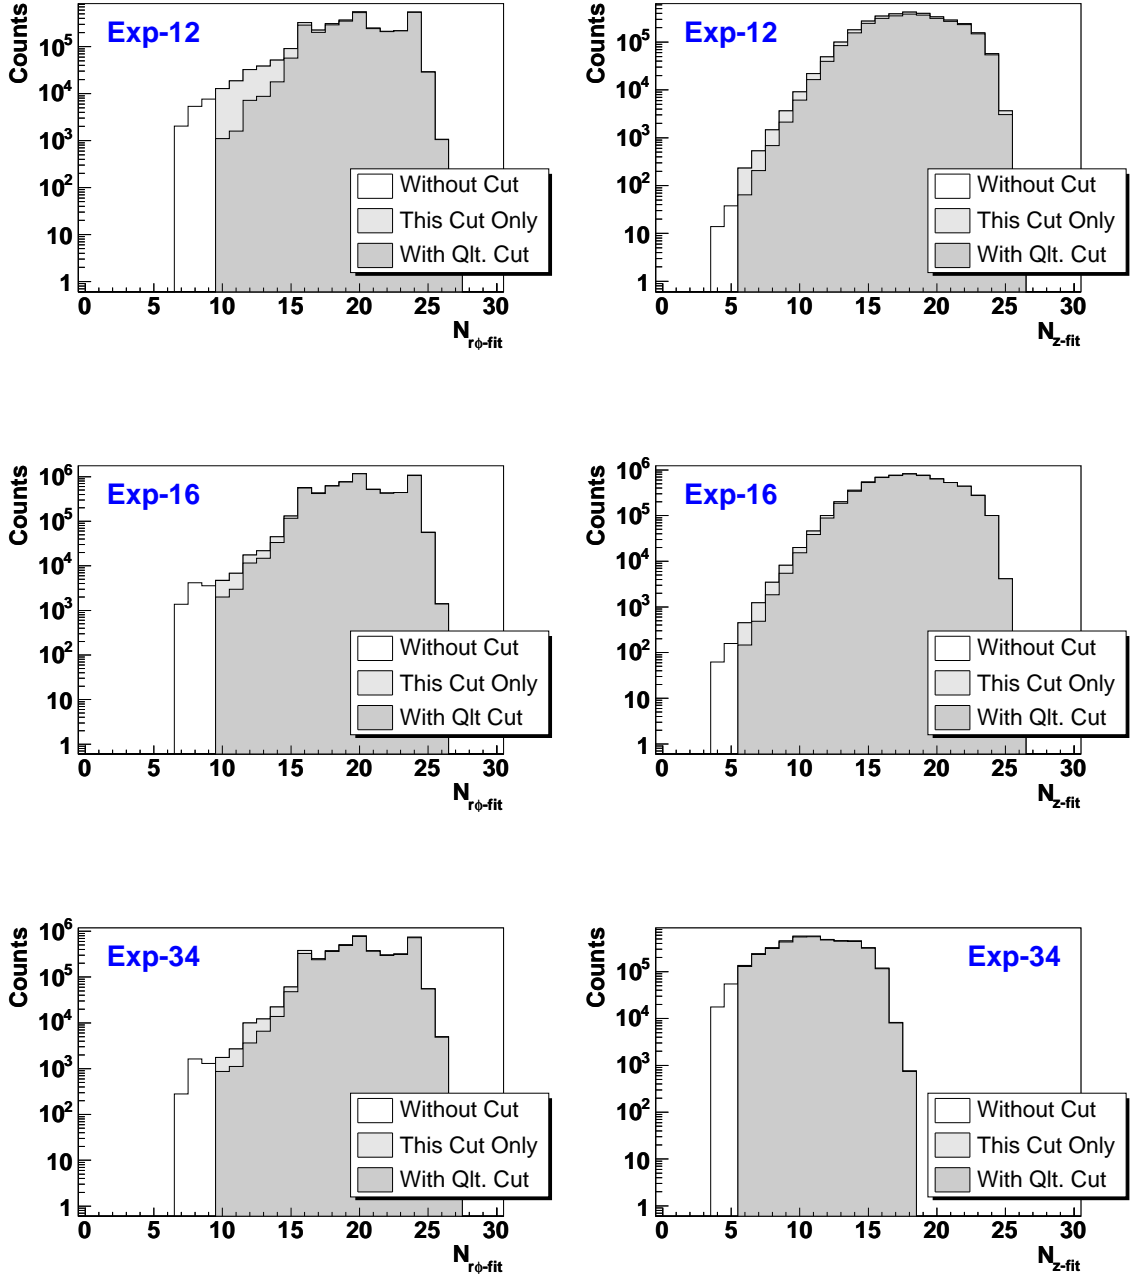 Counts
Exp-12
10^5
10^4
10^3
10^2
10
1
Without Cut
This Cut Only
With Qlt. Cut
0 5 10 15 20 25 30
N_rϕ-fit
Counts
Exp-12
10^5
10^4
10^3
10^2
10
1
Without Cut
This Cut Only
With Qlt. Cut
0 5 10 15 20 25 30
N_z-fit
Counts
Exp-16
10^6
10^5
10^4
10^3
10^2
10
1
Without Cut
This Cut Only
With Qlt Cut
0 5 10 15 20 25 30
N_rϕ-fit
Counts
Exp-16
10^6
10^5
10^4
10^3
10^2
10
1
Without Cut
This Cut Only
With Qlt. Cut
0 5 10 15 20 25 30
N_z-fit
Counts
Exp-34
10^6
10^5
10^4
10^3
10^2
10
1
Without Cut
This Cut Only
With Qlt. Cut
0 5 10 15 20 25 30
N_rϕ-fit
Counts
Exp-34
10^5
10^4
10^3
10^2
10
1
Without Cut
This Cut Only
With Qlt. Cut
0 5 10 15 20 25 30
N_z-fit